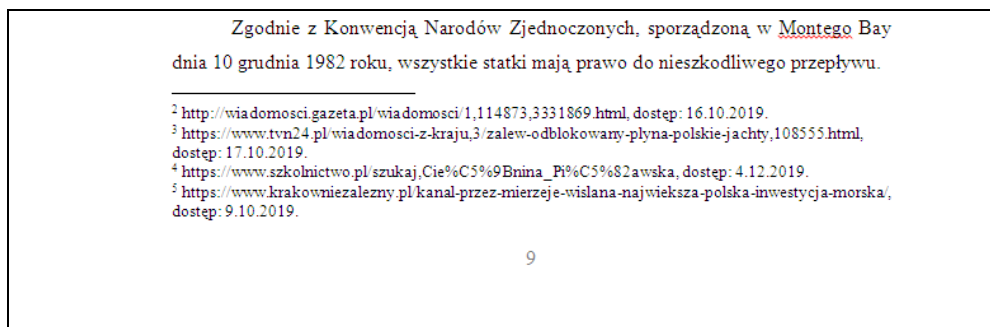 Zgodnie z Konwencją Narodów Zjednoczonych, sporządzoną w Montego Bay
dnia 10 grudnia 1982 roku, wszystkie statki mają prawo do nieszkodliwego przepływu.
2 http://wiadomosci.gazeta.pl/wiadomosci/1,114873,3331869.html, dostęp: 16.10.2019.
3 https://www.tvn24.pl/wiadomosci-z-kraju,3/zalew-odblokowany-plyna-polskie-jachty,108555.html,
dostęp: 17.10.2019.
4 https://www.szkolnictwo.pl/szukaj,Cie%C5%9Bnina_Pi%C5%82awska, dostęp: 4.12.2019.
5 https://www.krakowniezalezny.pl/kanal-przez-mierzeje-wislana-najwieksza-polska-inwestycja-morska/,
dostęp: 9.10.2019.
9